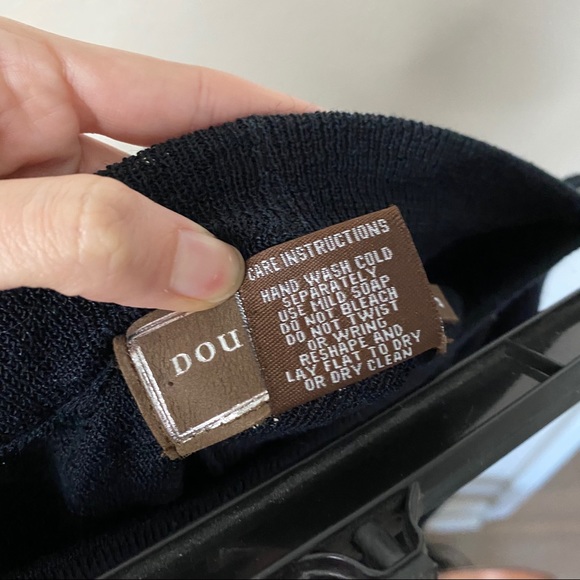 CARE INSTRUCTIONS
HAND WASH COLD
SEPARATELY
USE MILD SOAP
DO NOT BLEACH
DO NOT TWIST
OR WRING
RESHAPE AND
LAY FLAT TO DRY
OR DRY CLEAN
DOU